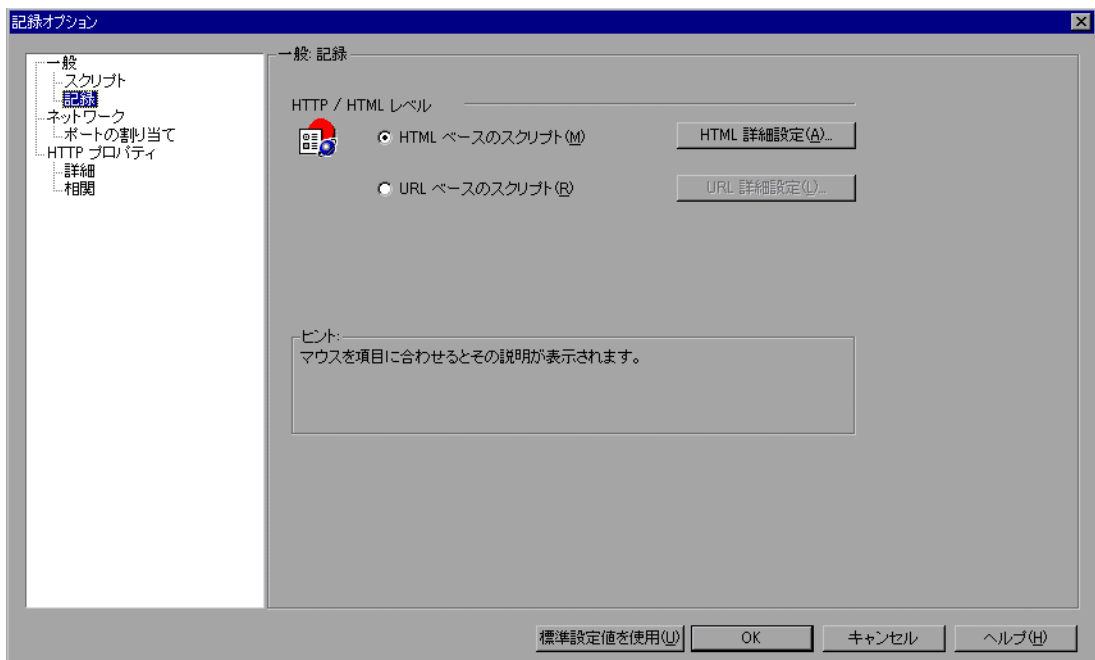 記録オプション
一般
スクリプト
記録
ネットワーク
ポートの割り当て
HTTP プロパティ
詳細
相関
一般: 記録
HTTP / HTML レベル
HTML ベースのスクリプト(M)
HTML 詳細設定(A)...
URL ベースのスクリプト(R)
URL 詳細設定(L)...
ヒント:
マウスを項目に合わせるとその説明が表示されます。
標準設定値を使用(U)
OK
キャンセル
ヘルプ(H)